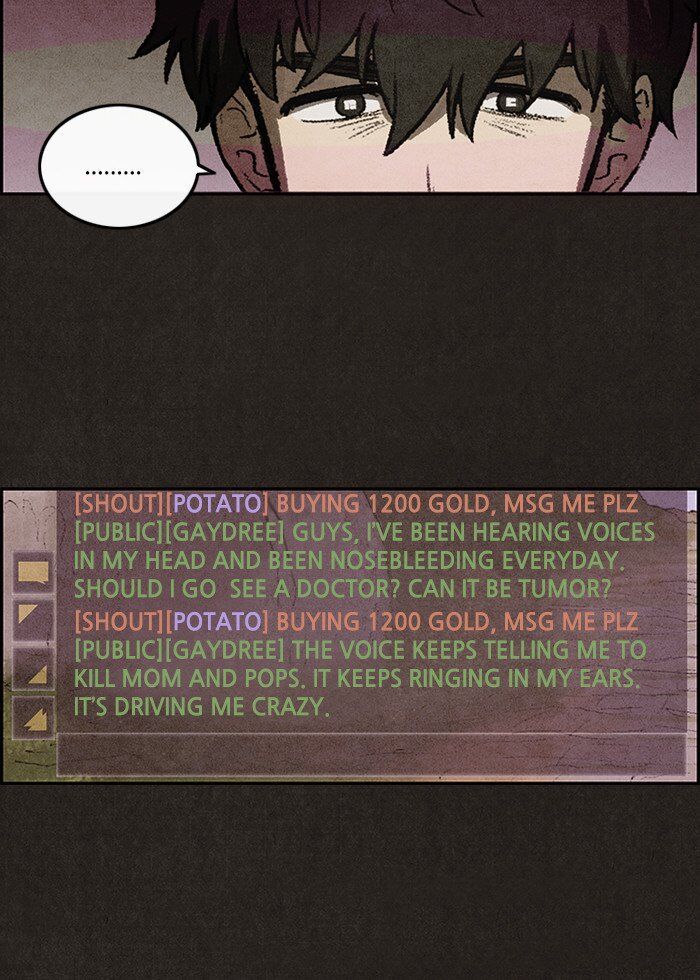 .........
[SHOUT][POTATO] BUYING 1200 GOLD, MSG ME PLZ
[PUBLIC][GAYDREE] GUYS, I'VE BEEN HEARING VOICES
IN MY HEAD AND BEEN NOSEBLEEDING EVERYDAY.
SHOULD I GO  SEE A DOCTOR? CAN IT BE TUMOR?
[SHOUT][POTATO] BUYING 1200 GOLD, MSG ME PLZ
[PUBLIC][GAYDREE] THE VOICE KEEPS TELLING ME TO
KILL MOM AND POPS. IT KEEPS RINGING IN MY EARS.
IT'S DRIVING ME CRAZY.